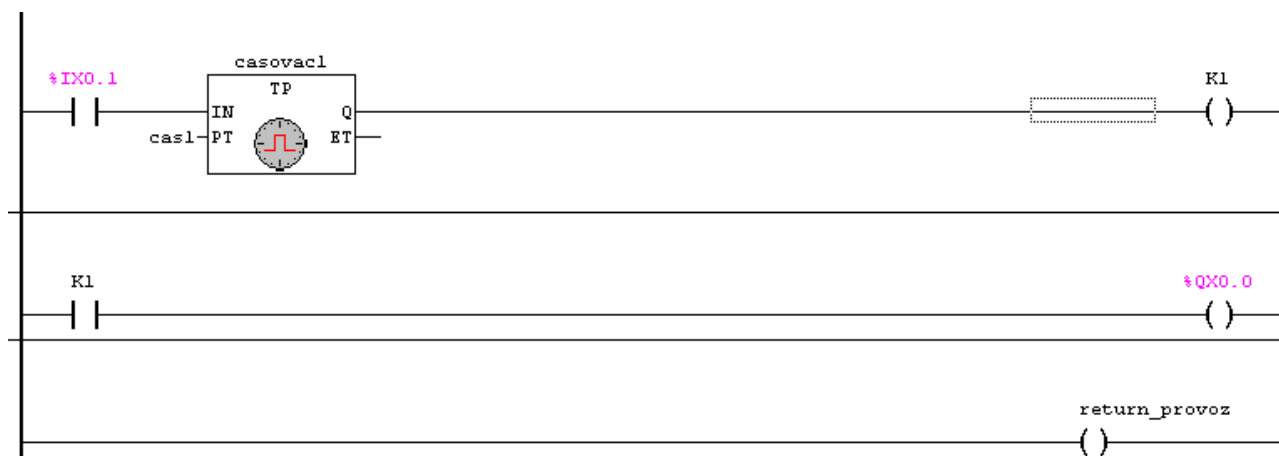 casovac1
%IX0.1
TP
K1
IN
Q
cas1
PT
ET
K1
%QX0.0
return_provoz